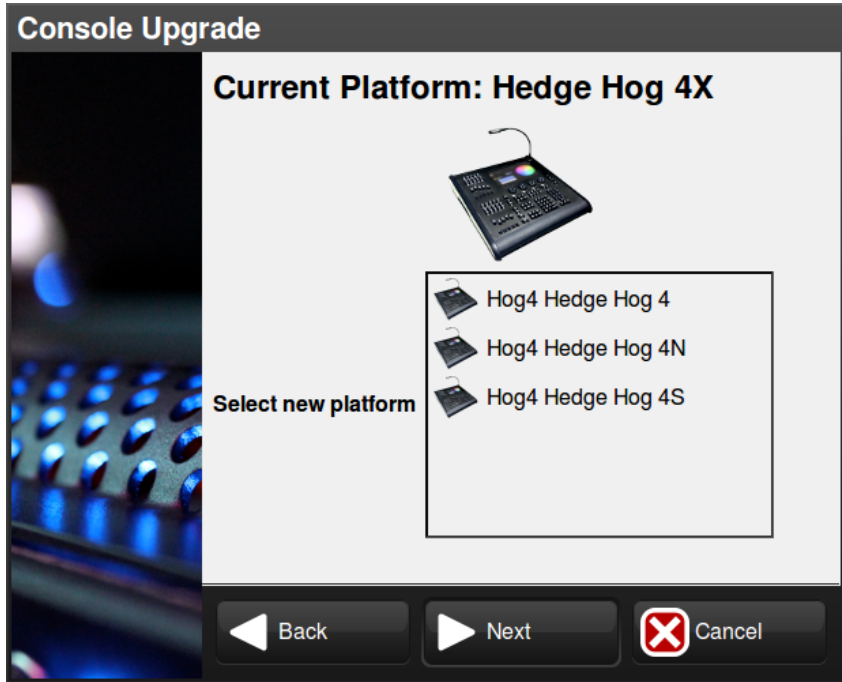 Console Upgrade
Current Platform: Hedge Hog 4X
Hog4 Hedge Hog 4
Hog4 Hedge Hog 4N
Select new platform
Hog4 Hedge Hog 4S
Back
Next
Cancel